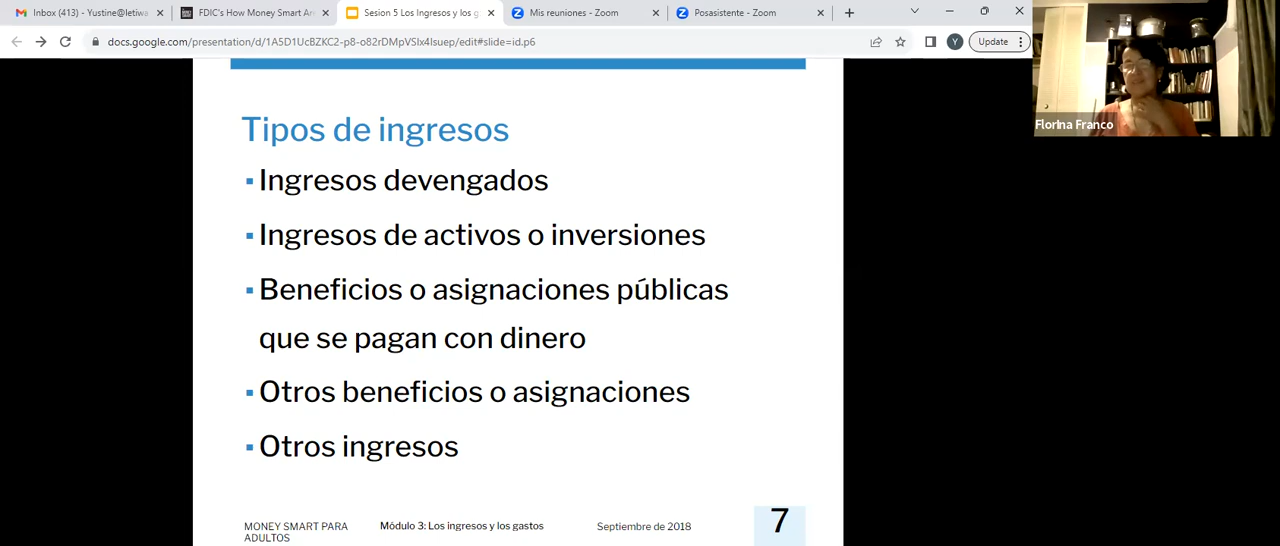 Inbox (413) - Yustine@letiwa
FDIC's How Money Smart Are
Sesion 5 Los Ingresos y los g
Mis reuniones - Zoom
Posasistente - Zoom
docs.google.com/presentation/d/1A5D1UcBZKC2-p8-o82rDMpVSIx4Isuep/edit#slide=id.p6
Y
Update
Florina Franco
Tipos de ingresos
Ingresos devengados
Ingresos de activos o inversiones
Beneficios o asignaciones públicas
que se pagan con dinero
Otros beneficios o asignaciones
Otros ingresos
MONEY SMART PARA
ADULTOS
Módulo 3: Los ingresos y los gastos
Septiembre de 2018
7